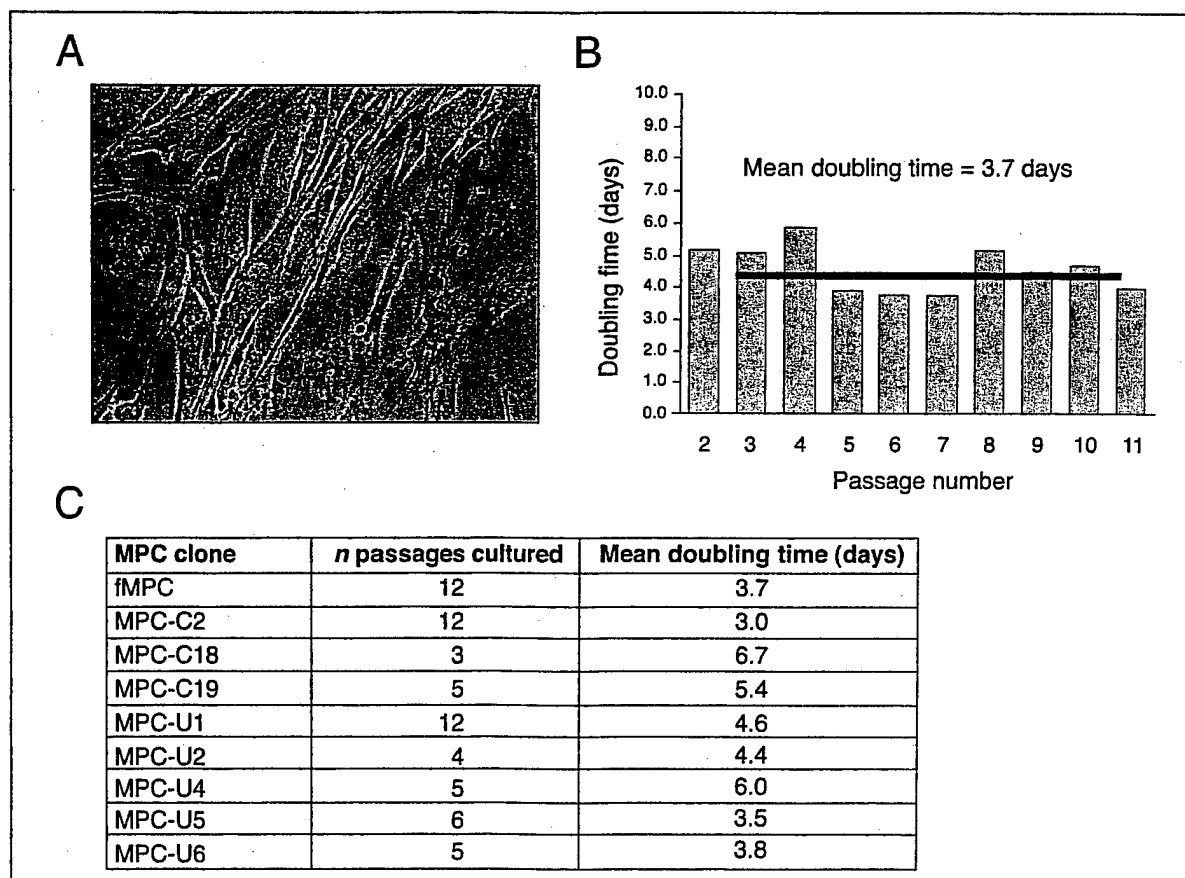 A
B
10.0
9.0
8.0
7.0
6.0
5.0
4.0
3.0
2.0
1.0
0.0
Doubling fime (days)
Mean doubling time = 3.7 days
2 3 4 5 6 7 8 9 10 11
Passage number
C
MPC clone n passages cultured Mean doubling time (days)
fMPC 12 3.7
MPC-C2 12 3.0
MPC-C18 3 6.7
MPC-C19 5 5.4
MPC-U1 12 4.6
MPC-U2 4 4.4
MPC-U4 5 6.0
MPC-U5 6 3.5
MPC-U6 5 3.8